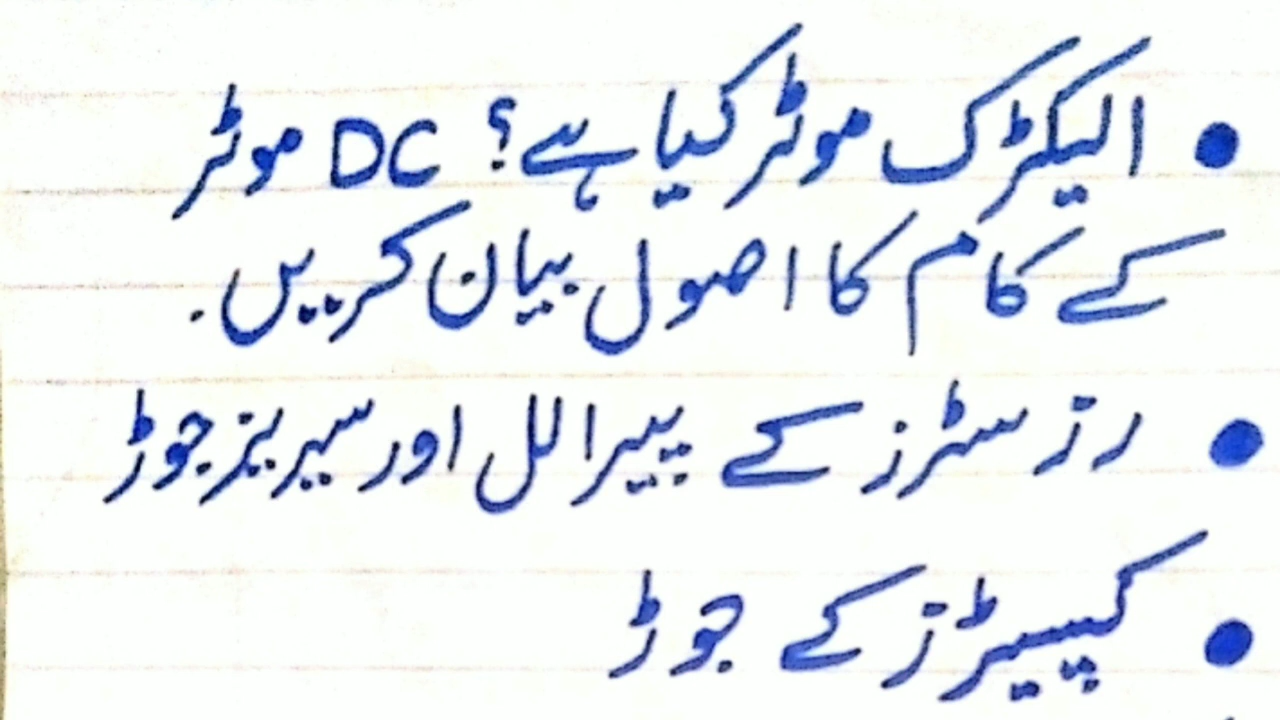 • الیکٹرک موٹر کیا ہے؟ DC موٹر
کے کام کا اصول بیان کریں.
• رزسٹرز کے پیرالل اور سیریز جوڑ
• کپیسیٹرز کے جوڑ